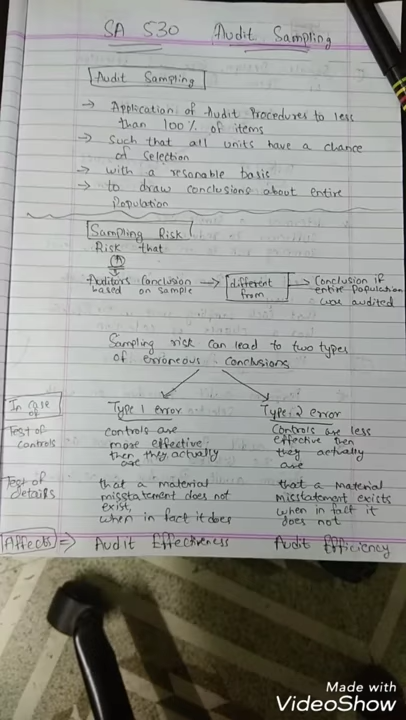 SA 530 Audit Sampling
Audit Sampling
→ Application of Audit Procedures to less
than 100% of items
→ Such that all units have a chance
of selection
→ with a resonable basis
→ to draw conclusions about entire
Population
Sampling Risk
Risk that
Auditors Conclusion → different → Conclusion if
based on sample from entire population
was audited
Sampling risk can lead to two types
of erroneous conclusions
In case of Type 1 error Type 2 error
Test of controls are controls are less
controls more effective effective then
then they actually they actually
are are
Test of that a material that a material
details misstatement does not misstatement exists
exist, when in fact it
when in fact it does does not
Affects ⇒ Audit Effectiveness Audit Efficiency
Made with
VideoShow